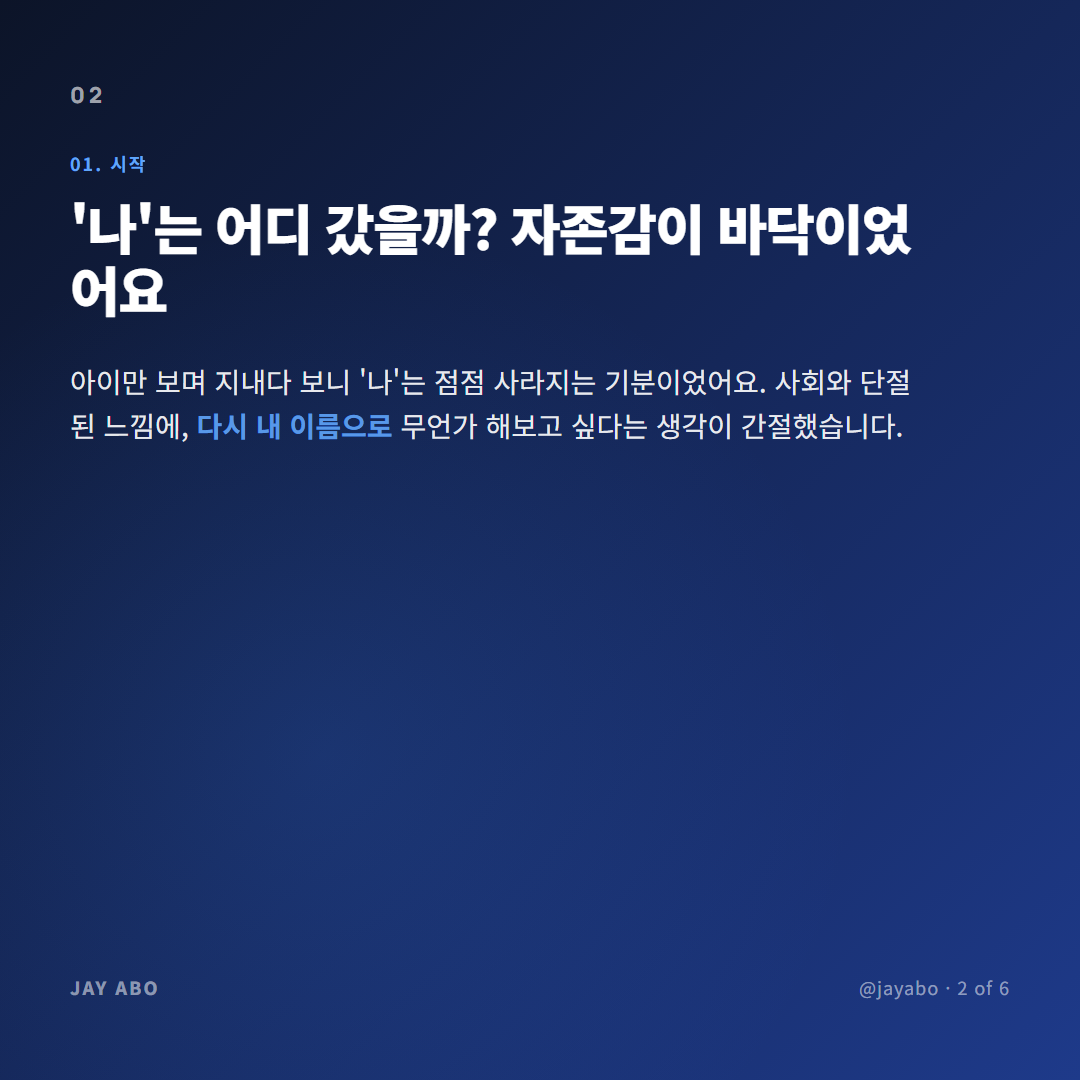 02
01. 시작
'나'는 어디 갔을까? 자존감이 바닥이었
어요
아이만 보며 지내다 보니 '나'는 점점 사라지는 기분이었어요. 사회와 단절
된 느낌에, 다시 내 이름으로 무언가 해보고 싶다는 생각이 간절했습니다.
JAY ABO
@jayabo · 2 of 6